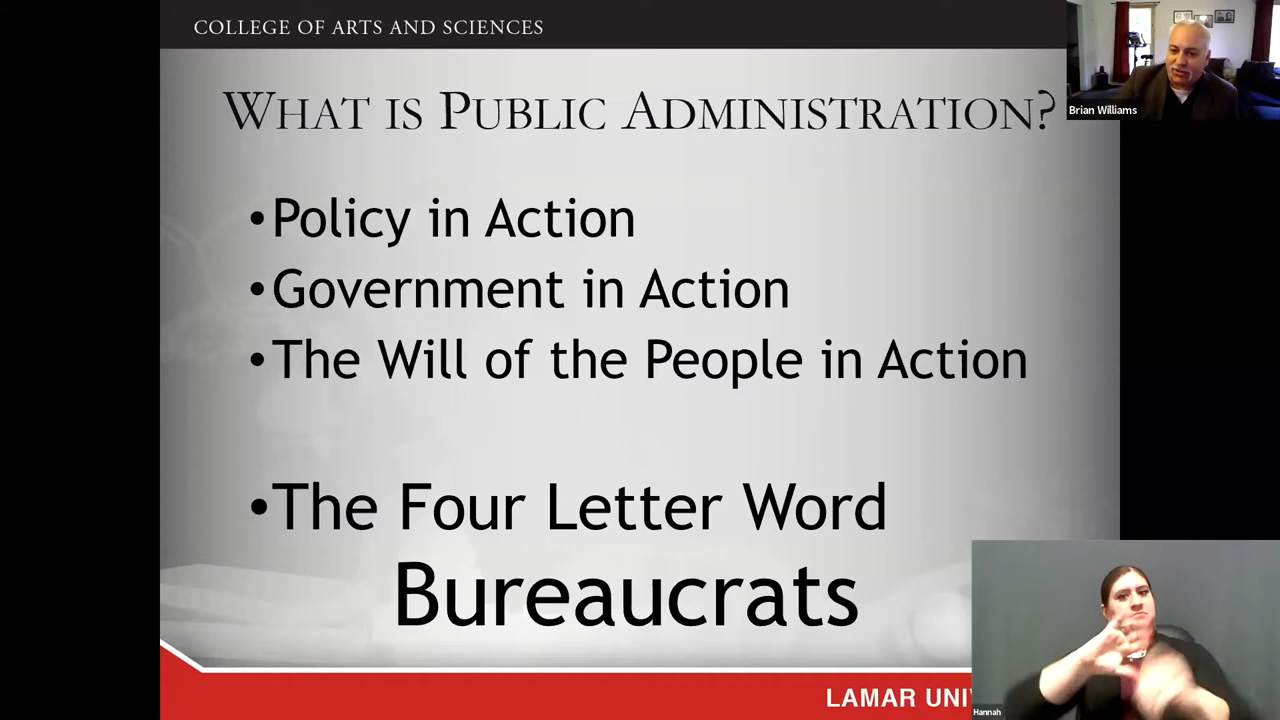 COLLEGE OF ARTS AND SCIENCES
WHAT IS PUBLIC ADMINISTRATION?
Brian Williams
•Policy in Action
•Government in Action
•The Will of the People in Action
•The Four Letter Word
Bureaucrats
LAMAR
Hannah